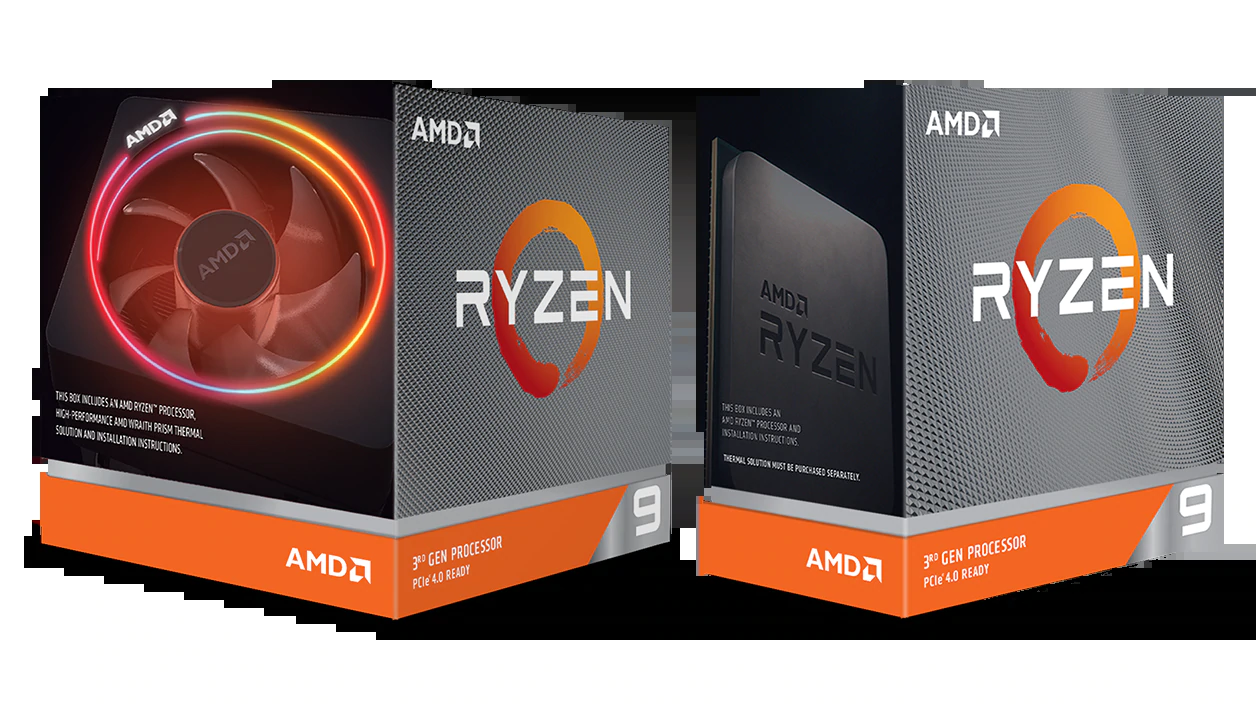 AMD
AMD
THIS BOX INCLUDES AN AMD RYZEN™ PROCESSOR,
HIGH-PERFORMANCE AMD WRAITH PRISM THERMAL
SOLUTION AND INSTALLATION INSTRUCTIONS.
AMD
AMD
RYZEN
9
3RD GEN PROCESSOR
PCIe® 4.0 READY
AMD
RYZEN
THIS BOX INCLUDES AN
AMD RYZEN™ PROCESSOR AND
INSTALLATION INSTRUCTIONS.
THERMAL SOLUTION MUST BE PURCHASED SEPARATELY.
AMD
AMD
RYZEN
9
3RD GEN PROCESSOR
PCIe® 4.0 READY